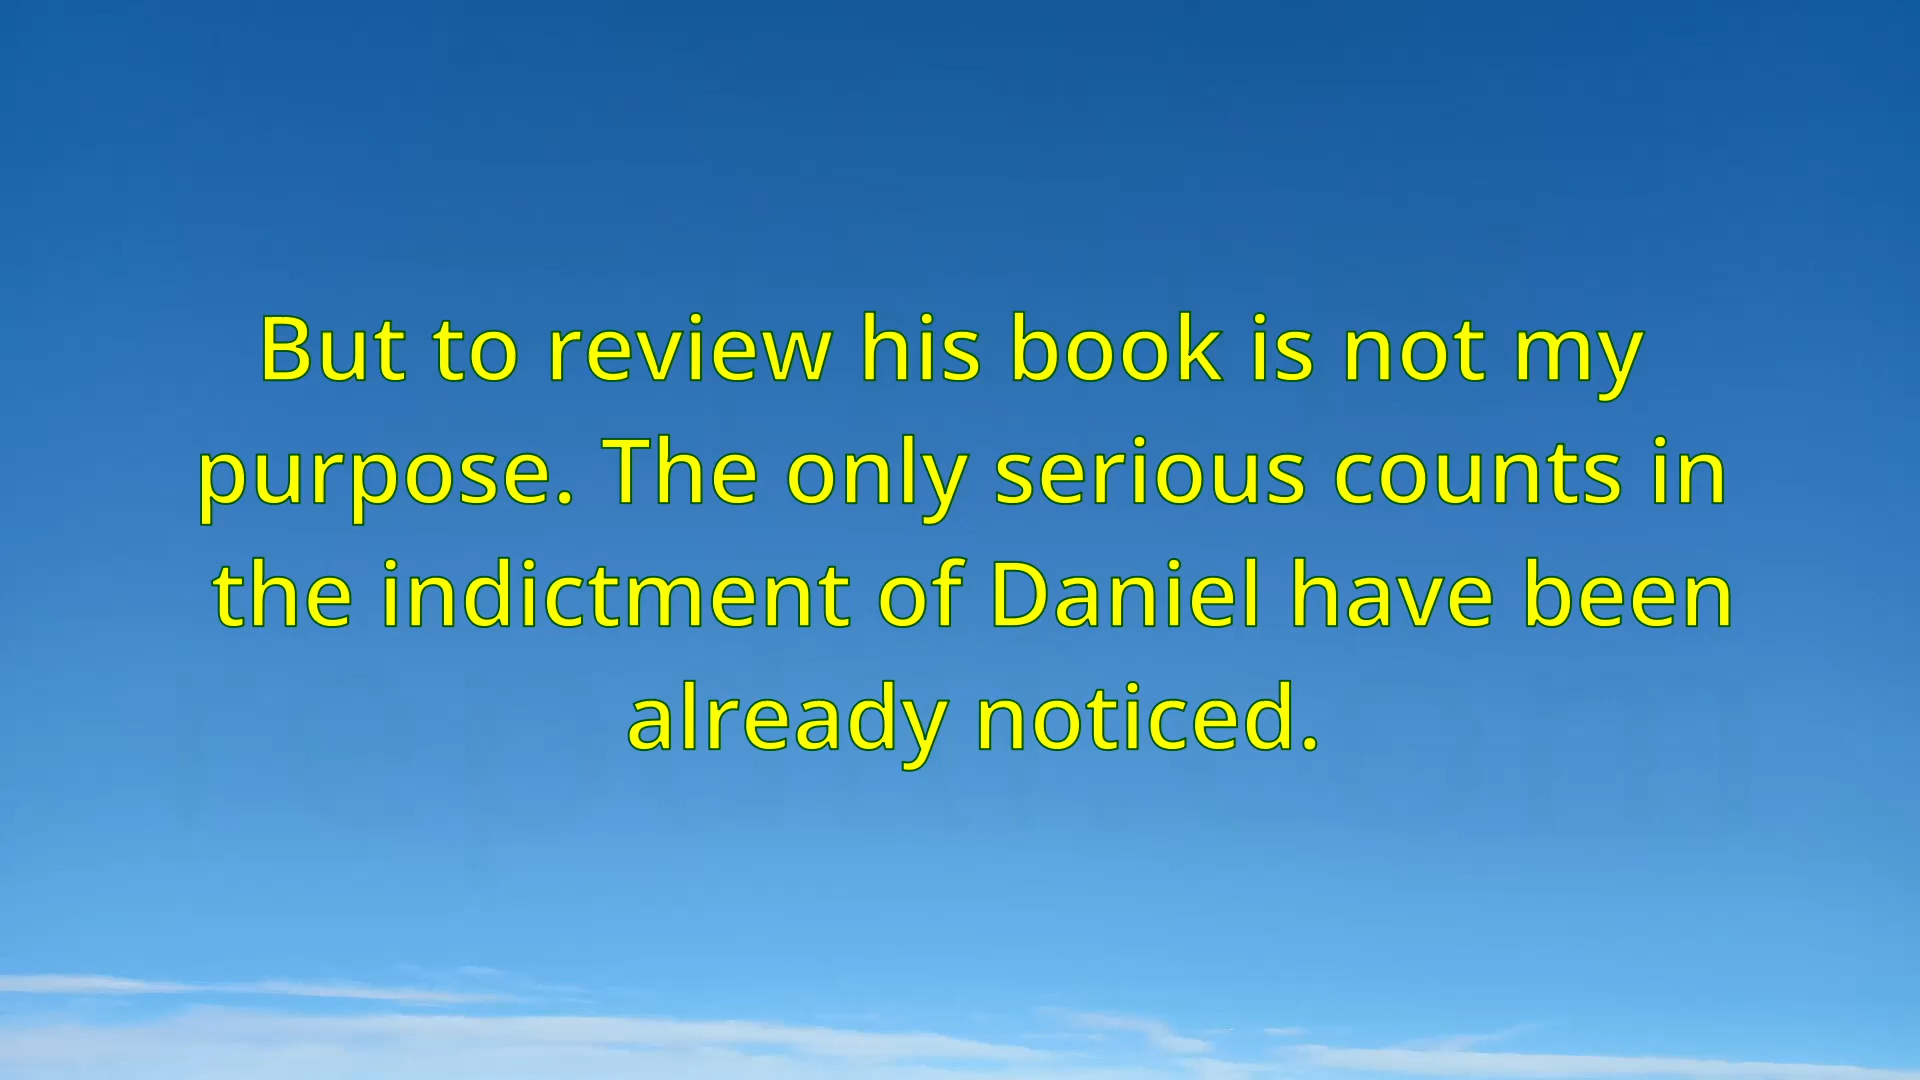 But to review his book is not my
purpose. The only serious counts in
the indictment of Daniel have been
already noticed.